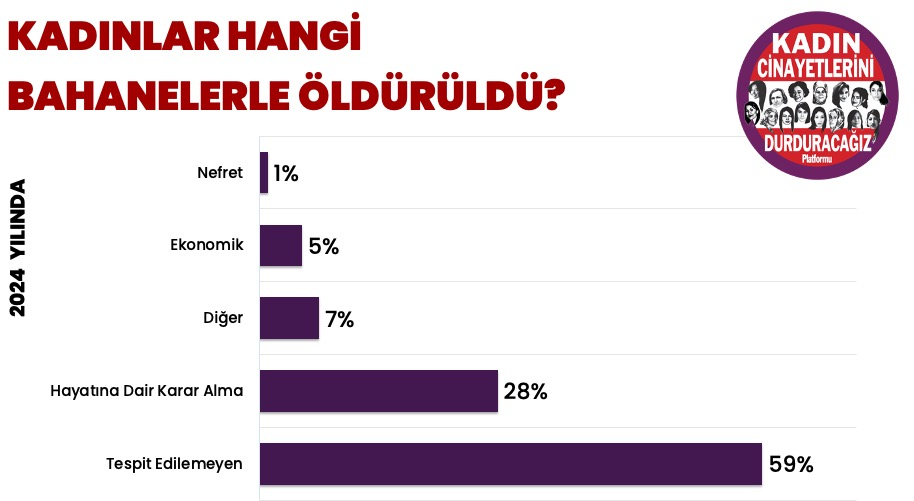 KADINLAR HANGİ
BAHANELERLE ÖLDÜRÜLDÜ?
KADIN
CİNAYETLERİNİ
DURDURACAĞIZ
Platformu
2024 YILINDA
Nefret 1%
Ekonomik 5%
Diğer 7%
Hayatına Dair Karar Alma 28%
Tespit Edilemeyen 59%